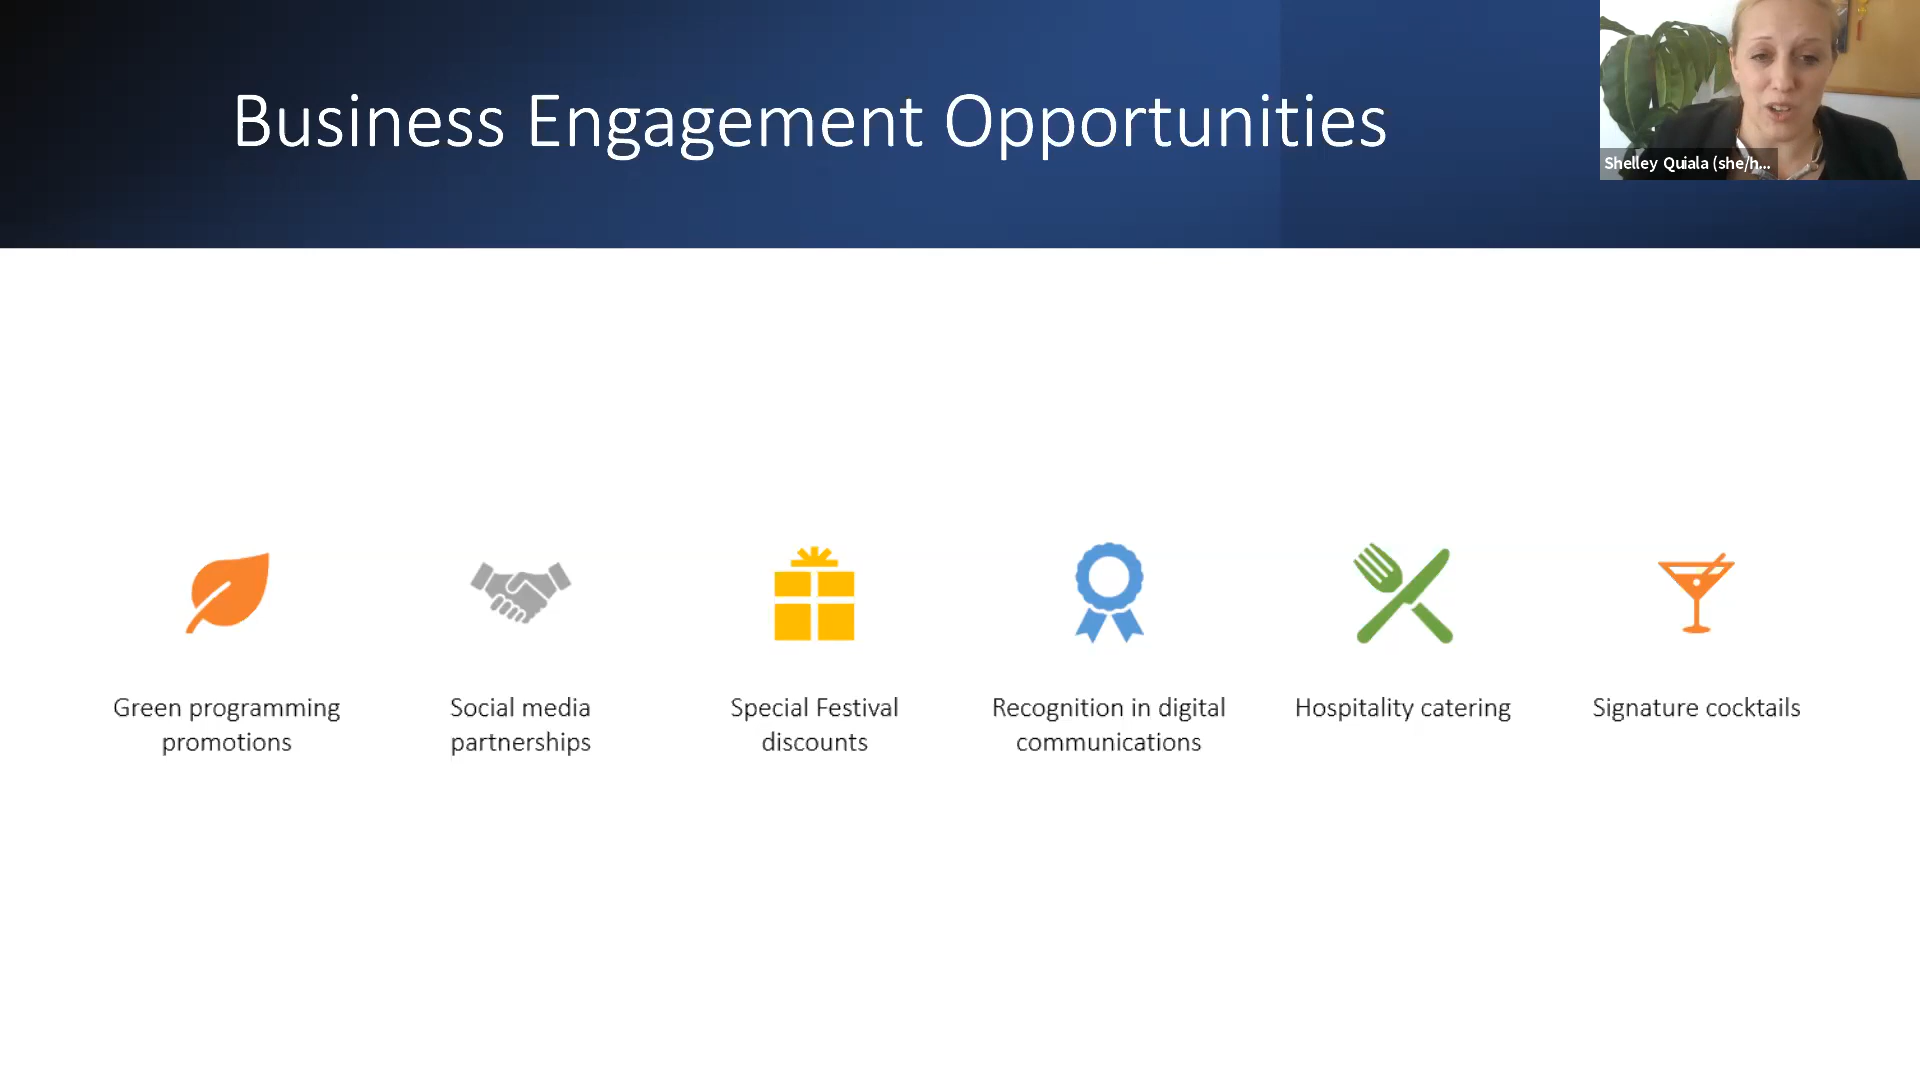 Business Engagement Opportunities
Shelley Quiala (she/h...
Green programming
promotions
Social media
partnerships
Special Festival
discounts
Recognition in digital
communications
Hospitality catering
Signature cocktails